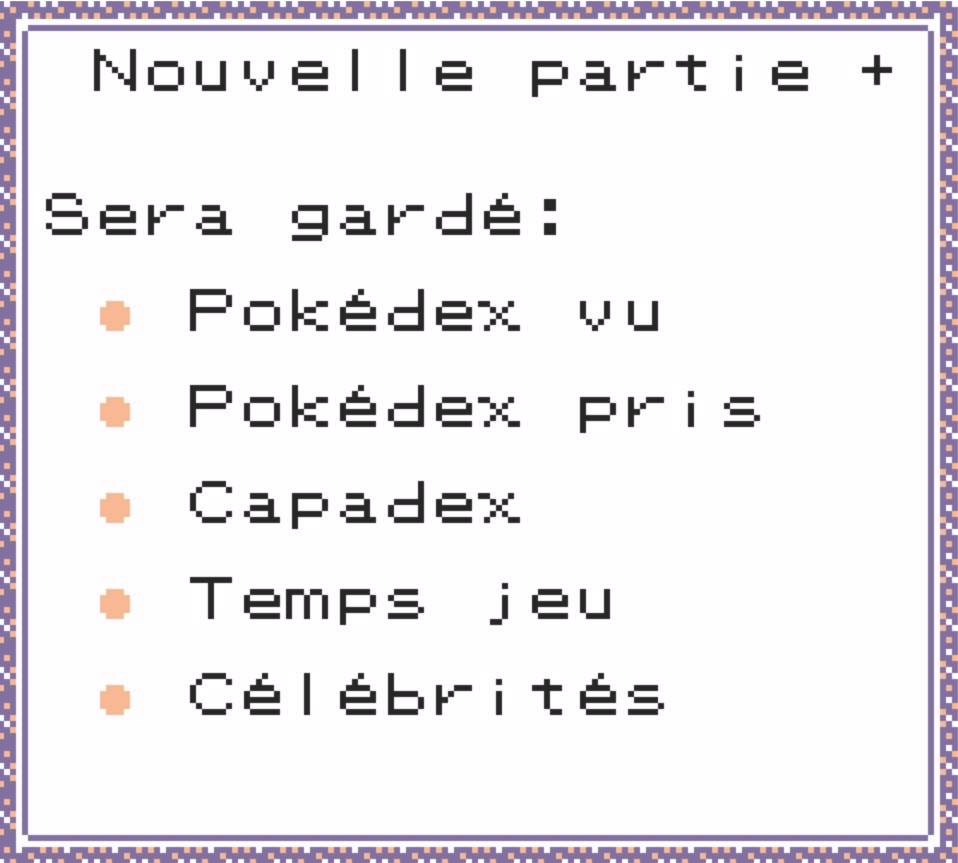 Nouvelle partie +
Sera gardé:
Pokédex vu
Pokédex pris
Capadex
Temps jeu
Célébrités